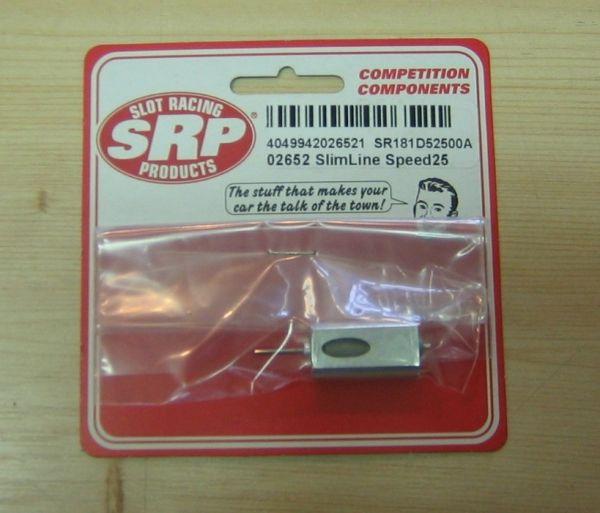 COMPETITION
COMPONENTS
SLOT RACING
SRP®
PRODUCTS
4049942026521 SR181D52500A
02652 SlimLine Speed25
The stuff that makes your
car the talk of the town!